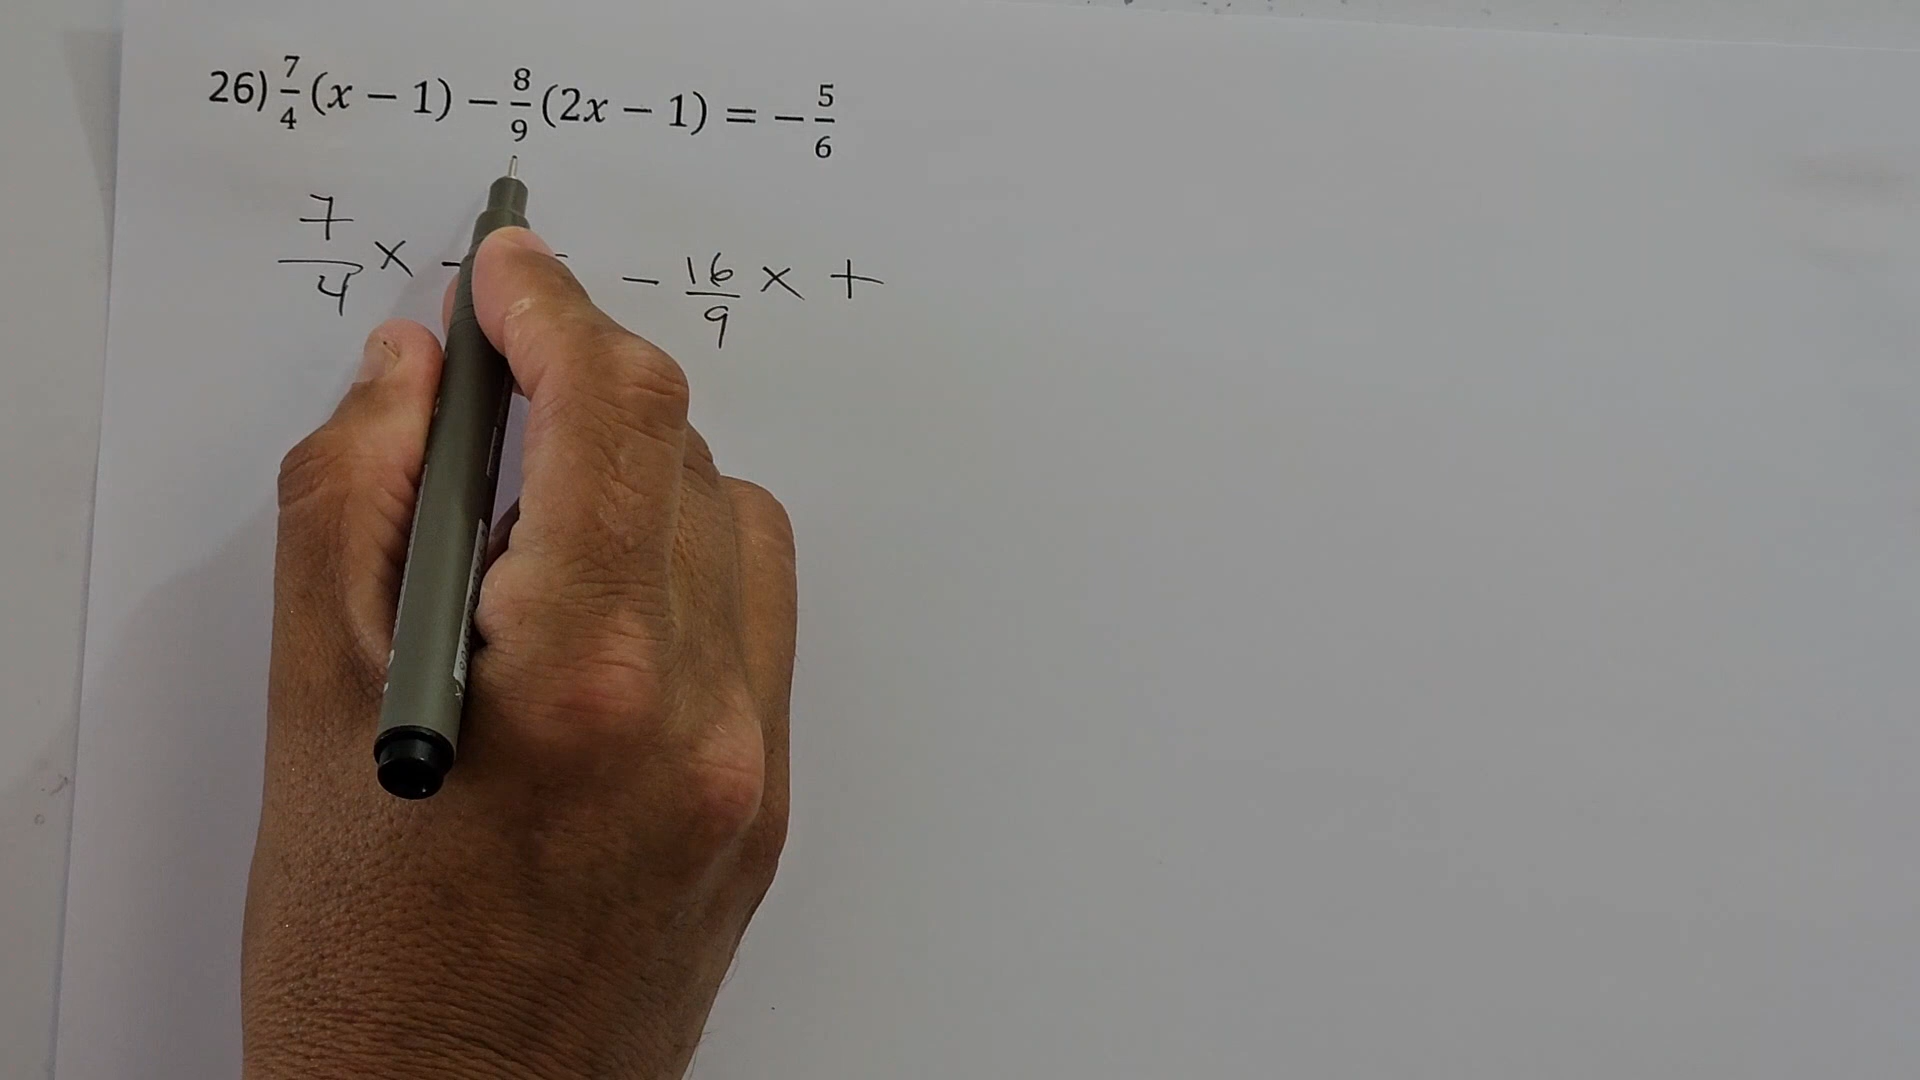 26) 7/4 (x − 1) − 8/9 (2x − 1) = − 5/6
7/4 x − − 16/9 x +